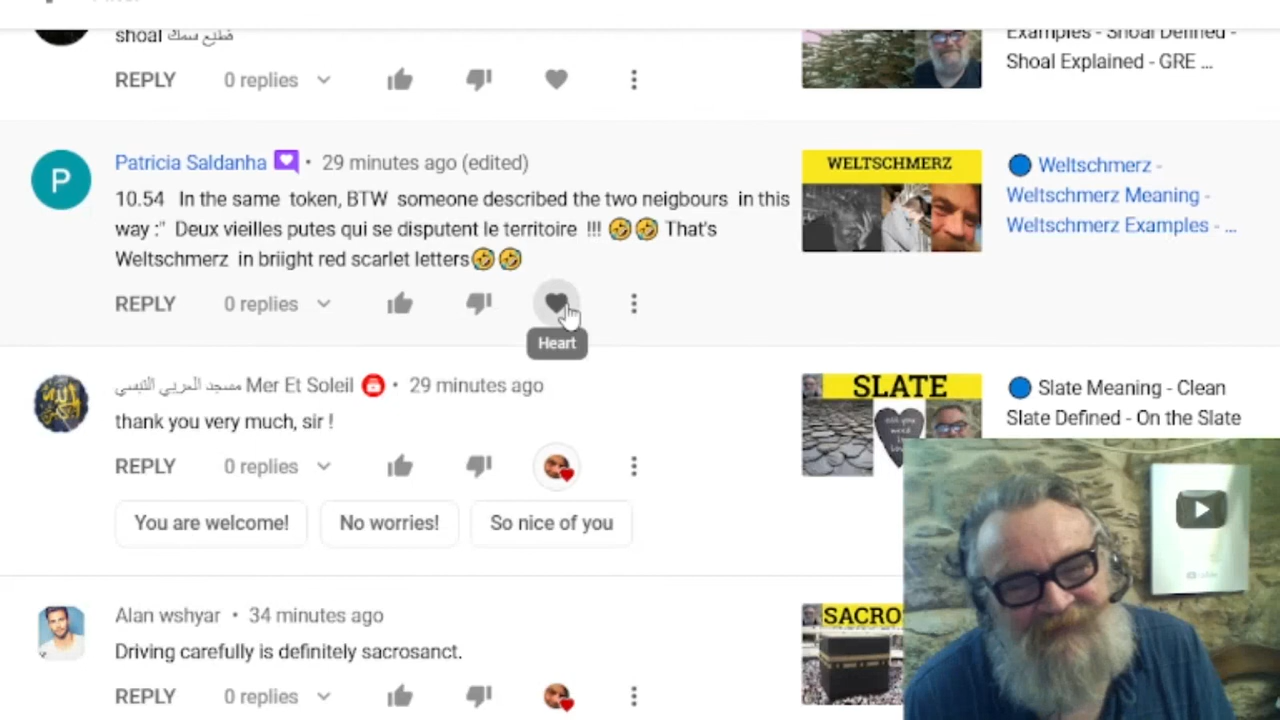 shoal قطيع سمك
Examples - Shoal Defined -
Shoal Explained - GRE ...
REPLY 0 replies
P
Patricia Saldanha • 29 minutes ago (edited)
10.54 In the same token, BTW someone described the two neigbours in this
way :" Deux vieilles putes qui se disputent le territoire !!! 🤣🤣 That's
Weltschmerz in briight red scarlet letters🤣🤣
REPLY 0 replies
Heart
WELTSCHMERZ
🔵 Weltschmerz -
Weltschmerz Meaning -
Weltschmerz Examples - ...
مسجد Mer Et Soleil • 29 minutes ago
thank you very much, sir !
REPLY 0 replies
You are welcome! No worries! So nice of you
SLATE
🔵 Slate Meaning - Clean
Slate Defined - On the Slate
Alan wshyar • 34 minutes ago
Driving carefully is definitely sacrosanct.
REPLY 0 replies
SACRO